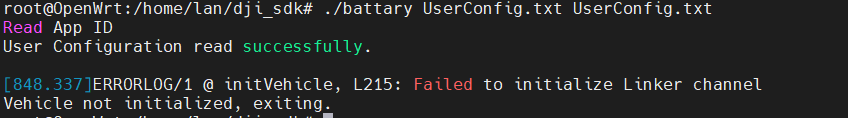 root@OpenWrt:/home/lan/dji_sdk# ./battary UserConfig.txt UserConfig.txt
Read App ID
User Configuration read successfully.
[848.337]ERRORLOG/1 @ initVehicle, L215: Failed to initialize Linker channel
Vehicle not initialized, exiting.